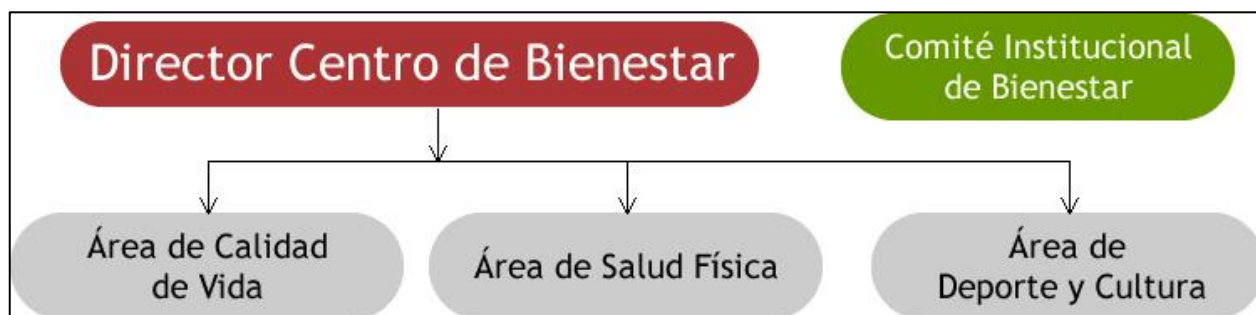 Director Centro de Bienestar
Comité Institucional
de Bienestar
Área de Calidad
de Vida
Área de Salud Física
Área de
Deporte y Cultura